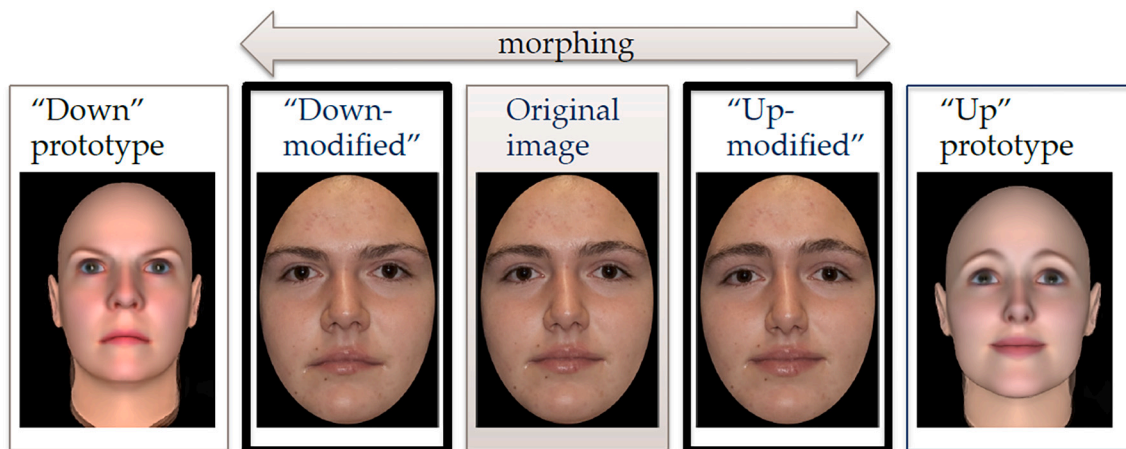 morphing
“Down”
prototype
“Down-
modified”
Original
image
“Up-
modified”
“Up”
prototype